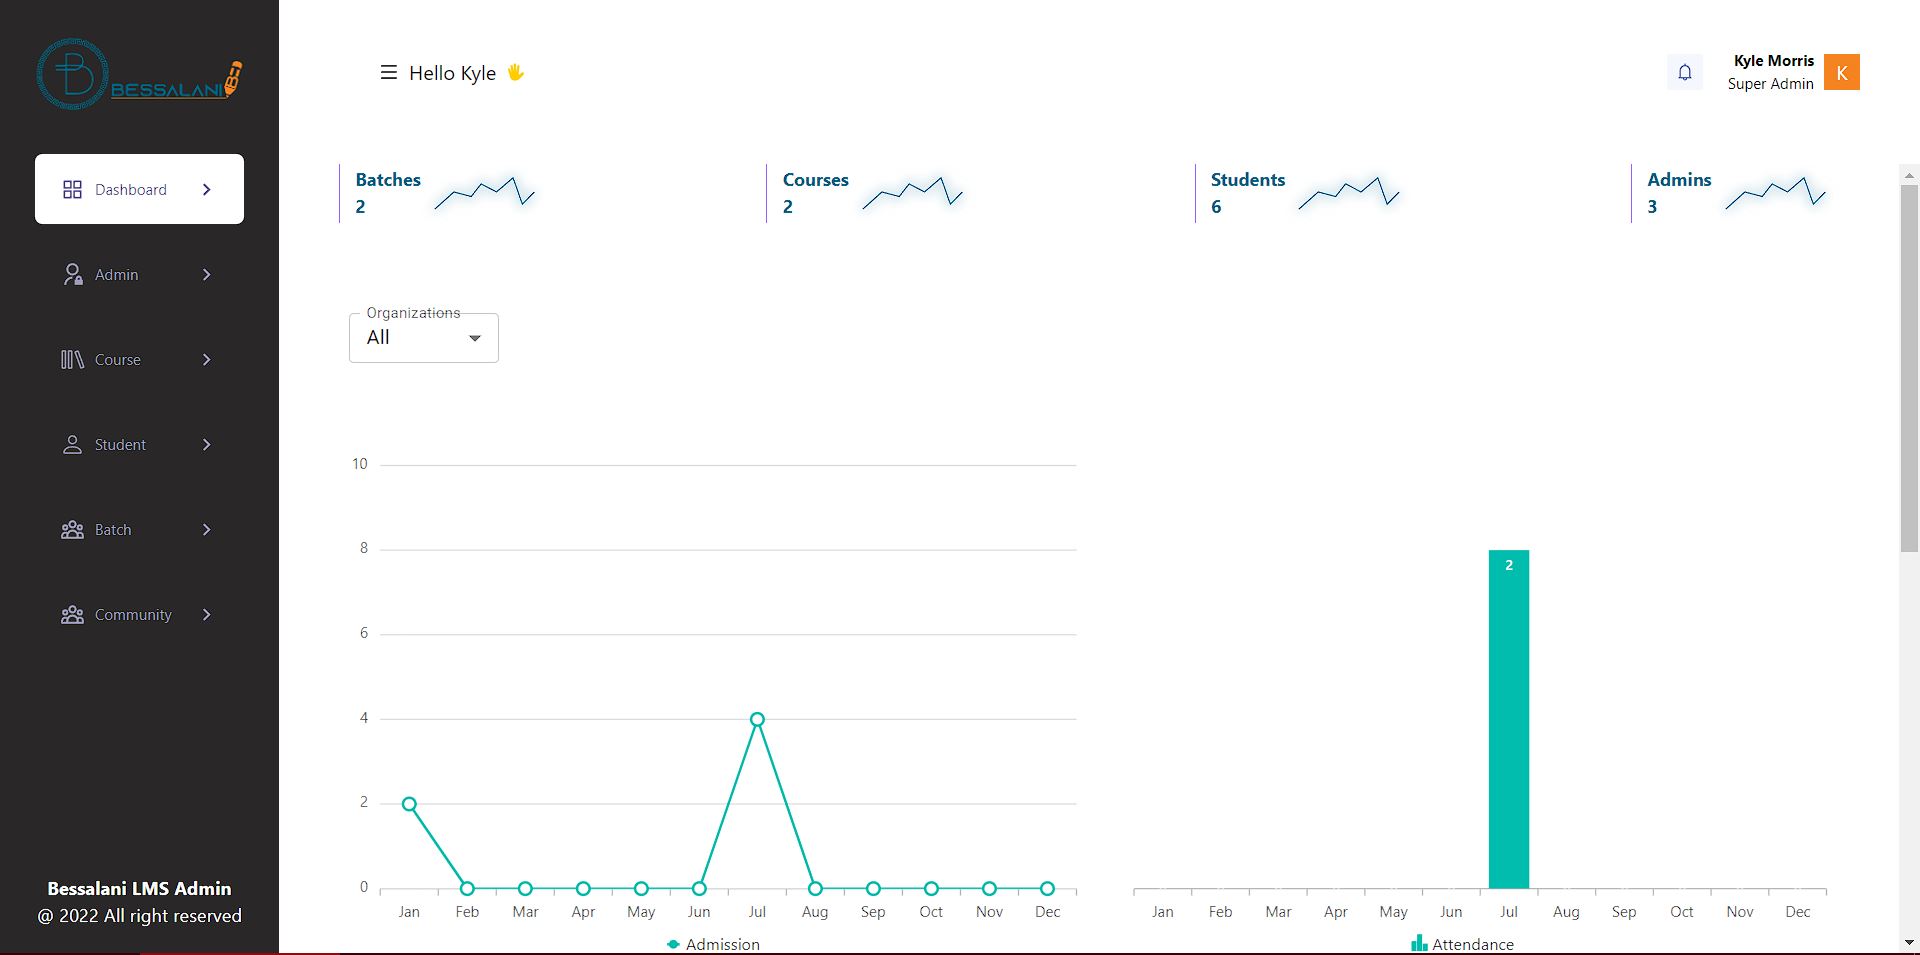 BESSALANI
Hello Kyle
Kyle Morris
Super Admin
K
Dashboard
Admin
Course
Student
Batch
Community
Bessalani LMS Admin
@ 2022 All right reserved
Batches
2
Courses
2
Students
6
Admins
3
Organizations
All
10
8
6
4
2
0
Jan Feb Mar Apr May Jun Jul Aug Sep Oct Nov Dec
Admission
2
Jan Feb Mar Apr May Jun Jul Aug Sep Oct Nov Dec
Attendance